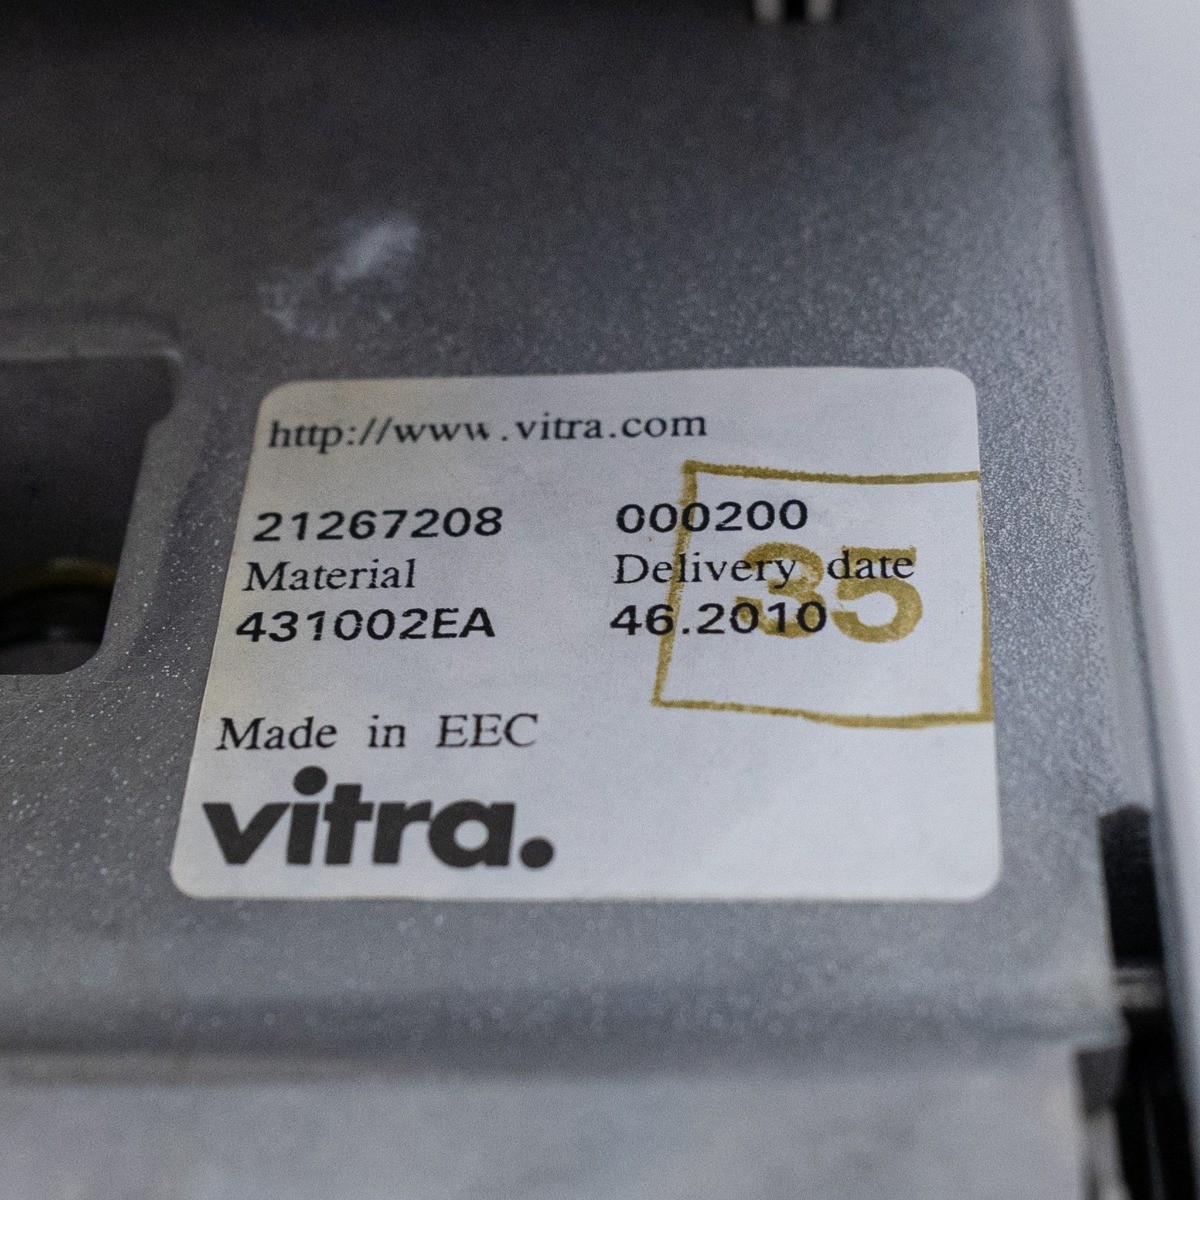 http://www.vitra.com
21267208 000200
Material Delivery date
431002EA 46.2010
35
Made in EEC
vitra.